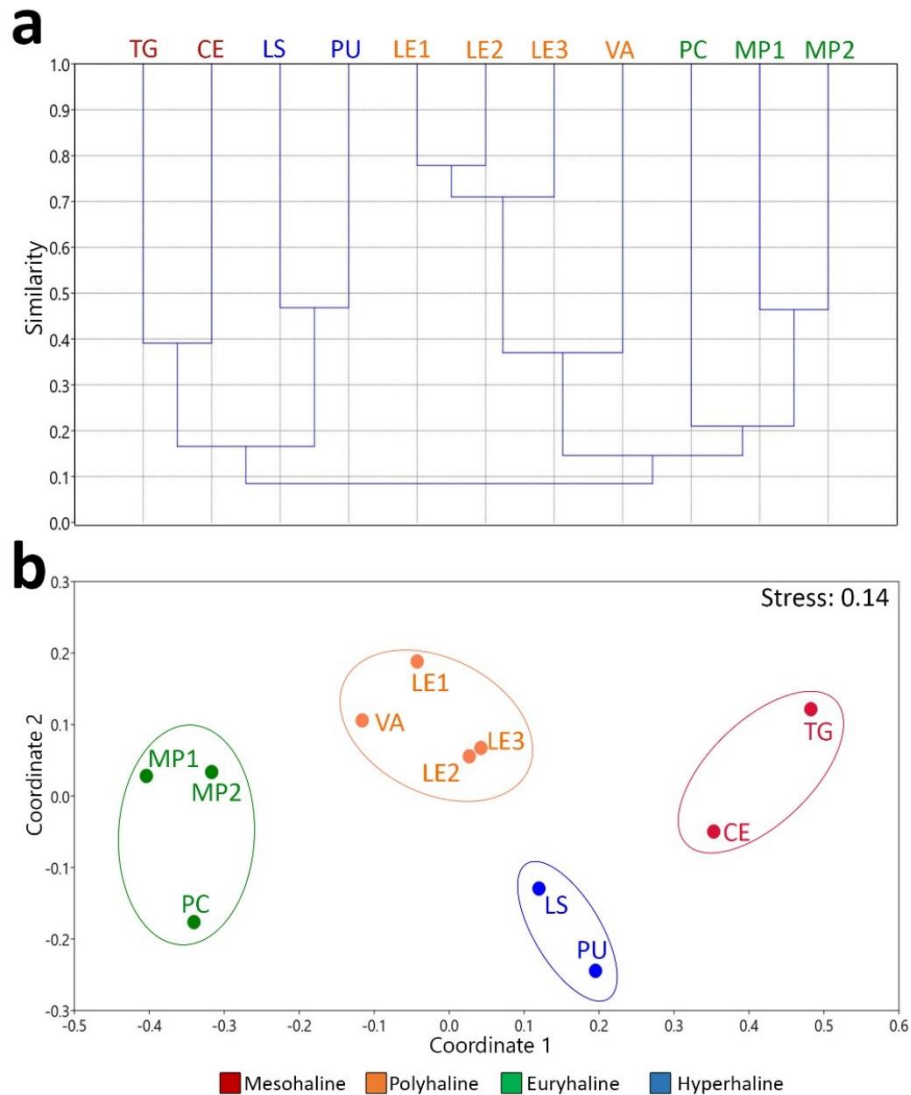 a
TG CE LS PU LE1 LE2 LE3 VA PC MP1 MP2
1.0
0.9
0.8
0.7
0.6
0.5
0.4
0.3
0.2
0.1
0.0
Similarity
b
Stress: 0.14
0.3
0.2
0.1
0.0
-0.1
-0.2
-0.3
Coordinate 2
LE1
VA
TG
LE3
LE2
MP1
MP2
CE
PC
LS
PU
-0.5 -0.4 -0.3 -0.2 -0.1 0.0 0.1 0.2 0.3 0.4 0.5 0.6
Coordinate 1
Mesohaline Polyhaline Euryhaline Hyperhaline